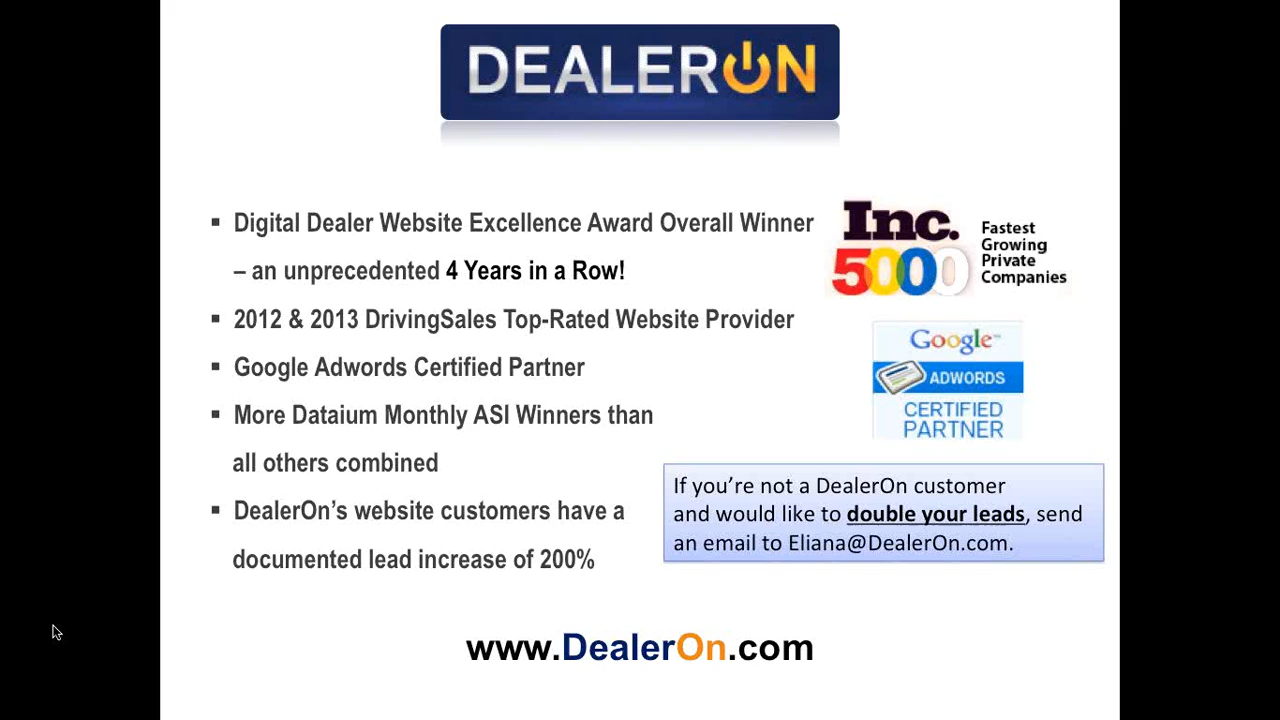 DEALERON
▪ Digital Dealer Website Excellence Award Overall Winner
– an unprecedented 4 Years in a Row!
▪ 2012 & 2013 DrivingSales Top-Rated Website Provider
▪ Google Adwords Certified Partner
▪ More Dataium Monthly ASI Winners than
all others combined
▪ DealerOn’s website customers have a
documented lead increase of 200%
Inc.
5000
Fastest
Growing
Private
Companies
Google™
ADWORDS
CERTIFIED
PARTNER
If you’re not a DealerOn customer
and would like to double your leads, send
an email to Eliana@DealerOn.com.
www.DealerOn.com